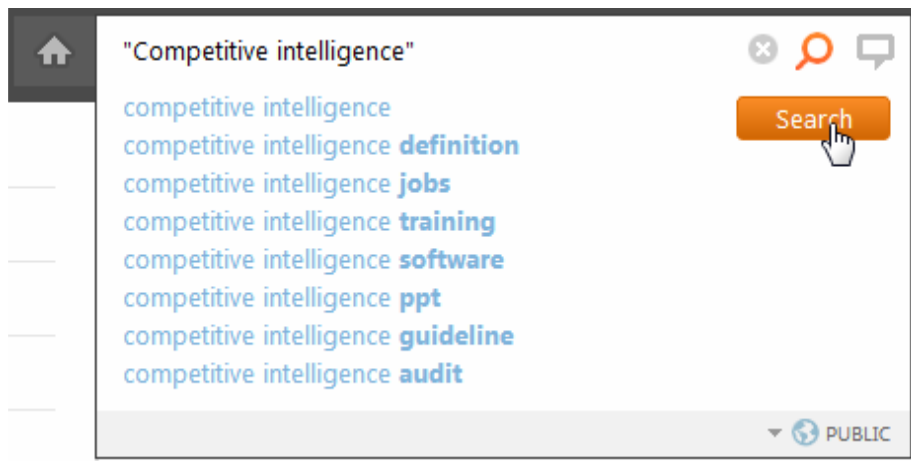 "Competitive intelligence"
competitive intelligence
Search
competitive intelligence definition
competitive intelligence jobs
competitive intelligence training
competitive intelligence software
competitive intelligence ppt
competitive intelligence guideline
competitive intelligence audit
PUBLIC